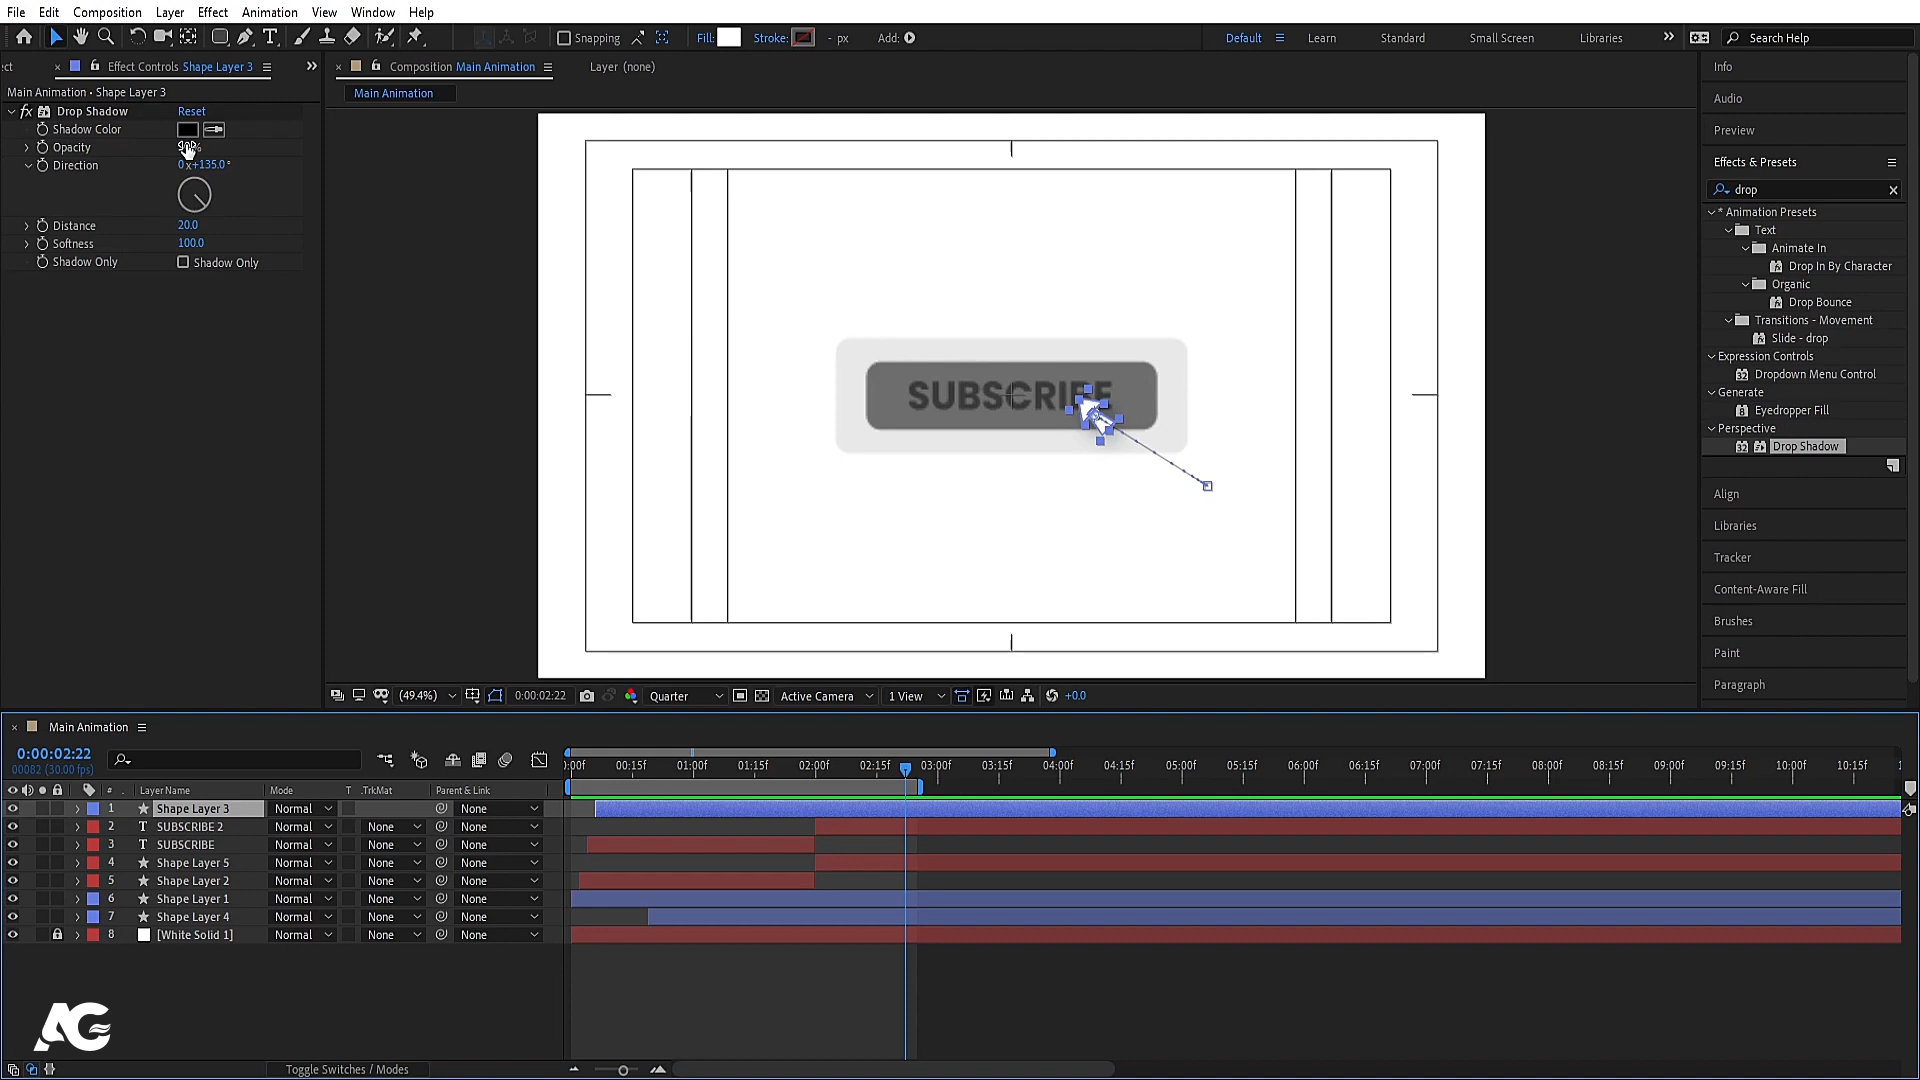 File Edit Composition Layer Effect Animation View Window Help
Snapping Fill: Stroke: - px Add: Default Learn Standard Small Screen Libraries Search Help
Effect Controls Shape Layer 3
Main Animation • Shape Layer 3
fx Drop Shadow Reset
Shadow Color
Opacity
Direction 0x+135.0°
Distance 20.0
Softness 100.0
Shadow Only Shadow Only
Composition Main Animation Layer (none)
Main Animation
SUBSCRIBE
(49.4%) 0:00:02:22 Quarter Active Camera 1 View +0.0
Info
Audio
Preview
Effects & Presets
drop
* Animation Presets
Text
Animate In
Drop In By Character
Organic
Drop Bounce
Transitions - Movement
Slide - drop
Expression Controls
Dropdown Menu Control
Generate
Eyedropper Fill
Perspective
Drop Shadow
Align
Libraries
Tracker
Content-Aware Fill
Brushes
Paint
Paragraph
Main Animation
0:00:02:22
00082 (30.00 fps)
:00f 00:15f 01:00f 01:15f 02:00f 02:15f 03:00f 03:15f 04:00f 04:15f 05:00f 05:15f 06:00f 06:15f 07:00f 07:15f 08:00f 08:15f 09:00f 09:15f 10:00f 10:15f
# Layer Name Mode T .TrkMat Parent & Link
1 Shape Layer 3 Normal None
2 T SUBSCRIBE 2 Normal None None
3 T SUBSCRIBE Normal None None
4 Shape Layer 5 Normal None None
5 Shape Layer 2 Normal None None
6 Shape Layer 1 Normal None None
7 Shape Layer 4 Normal None None
8 [White Solid 1] Normal None None
AG
Toggle Switches / Modes